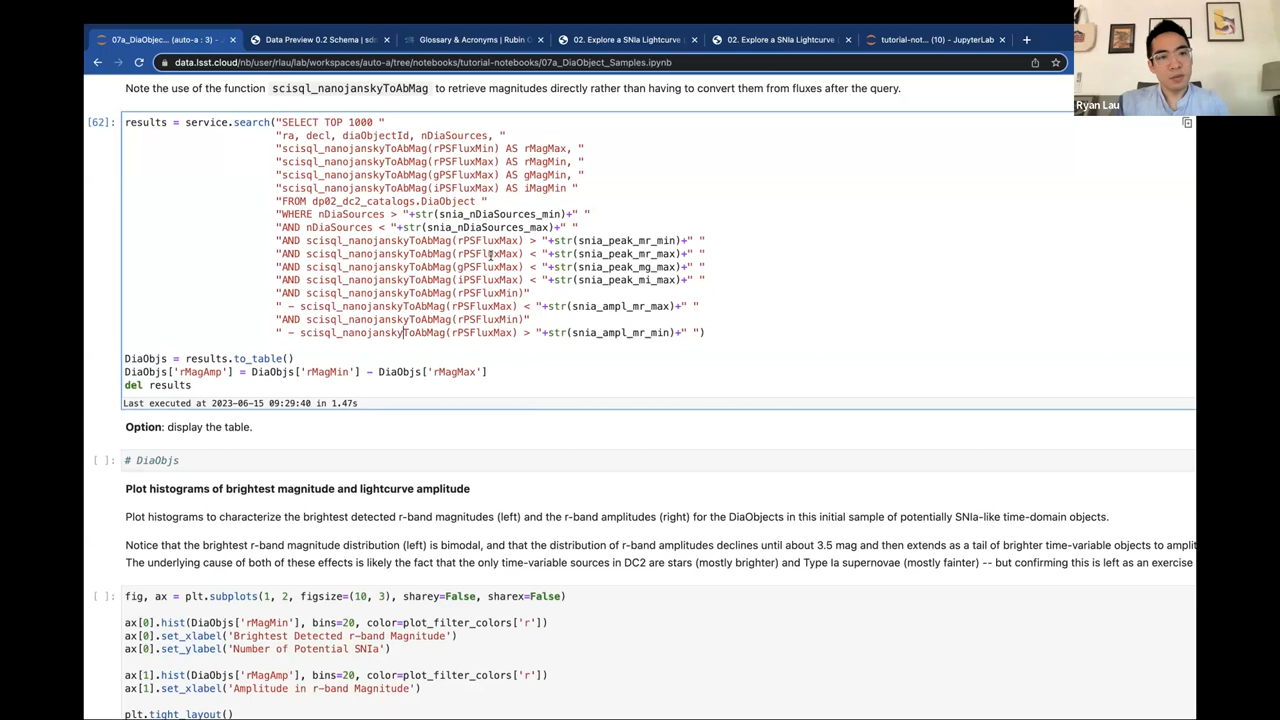 07a_DiaObjec… (auto-a : 3) - J
Data Preview 0.2 Schema | sd
Glossary & Acronyms | Rubin O
02. Explore a SNIa Lightcurve
02. Explore a SNIa Lightcurve
tutorial-not… (10) - JupyterLab
data.lsst.cloud/nb/user/rlau/lab/workspaces/auto-a/tree/notebooks/tutorial-notebooks/07a_DiaObject_Samples.ipynb
Ryan Lau
Note the use of the function scisql_nanojanskyToAbMag to retrieve magnitudes directly rather than having to convert them from fluxes after the query.
[62]: results = service.search("SELECT TOP 1000 "
"ra, decl, diaObjectId, nDiaSources, "
"scisql_nanojanskyToAbMag(rPSFluxMin) AS rMagMax, "
"scisql_nanojanskyToAbMag(rPSFluxMax) AS rMagMin, "
"scisql_nanojanskyToAbMag(gPSFluxMax) AS gMagMin, "
"scisql_nanojanskyToAbMag(iPSFluxMax) AS iMagMin "
"FROM dp02_dc2_catalogs.DiaObject "
"WHERE nDiaSources > "+str(snia_nDiaSources_min)+" "
"AND nDiaSources < "+str(snia_nDiaSources_max)+" "
"AND scisql_nanojanskyToAbMag(rPSFluxMax) > "+str(snia_peak_mr_min)+" "
"AND scisql_nanojanskyToAbMag(rPSFluxMax) < "+str(snia_peak_mr_max)+" "
"AND scisql_nanojanskyToAbMag(gPSFluxMax) < "+str(snia_peak_mg_max)+" "
"AND scisql_nanojanskyToAbMag(iPSFluxMax) < "+str(snia_peak_mi_max)+" "
"AND scisql_nanojanskyToAbMag(rPSFluxMin)"
" - scisql_nanojanskyToAbMag(rPSFluxMax) < "+str(snia_ampl_mr_max)+" "
"AND scisql_nanojanskyToAbMag(rPSFluxMin)"
" - scisql_nanojanskyToAbMag(rPSFluxMax) > "+str(snia_ampl_mr_min)+" ")
DiaObjs = results.to_table()
DiaObjs['rMagAmp'] = DiaObjs['rMagMin'] - DiaObjs['rMagMax']
del results
Last executed at 2023-06-15 09:29:40 in 1.47s
Option: display the table.
[ ]: # DiaObjs
Plot histograms of brightest magnitude and lightcurve amplitude
Plot histograms to characterize the brightest detected r-band magnitudes (left) and the r-band amplitudes (right) for the DiaObjects in this initial sample of potentially SNIa-like time-domain objects.
Notice that the brightest r-band magnitude distribution (left) is bimodal, and that the distribution of r-band amplitudes declines until about 3.5 mag and then extends as a tail of brighter time-variable objects to amplit
The underlying cause of both of these effects is likely the fact that the only time-variable sources in DC2 are stars (mostly brighter) and Type Ia supernovae (mostly fainter) -- but confirming this is left as an exercise
[ ]: fig, ax = plt.subplots(1, 2, figsize=(10, 3), sharey=False, sharex=False)
ax[0].hist(DiaObjs['rMagMin'], bins=20, color=plot_filter_colors['r'])
ax[0].set_xlabel('Brightest Detected r-band Magnitude')
ax[0].set_ylabel('Number of Potential SNIa')
ax[1].hist(DiaObjs['rMagAmp'], bins=20, color=plot_filter_colors['r'])
ax[1].set_xlabel('Amplitude in r-band Magnitude')
plt.tight_layout()